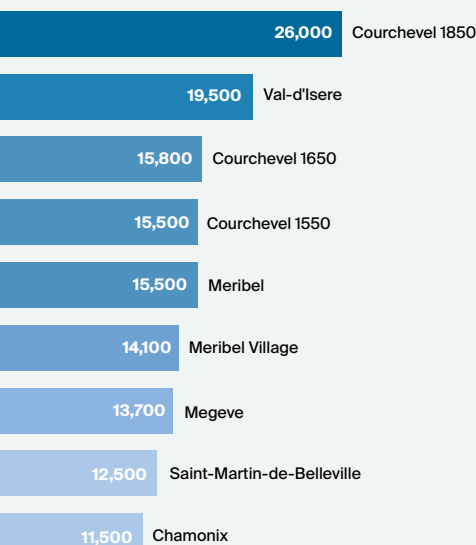 26,000 Courchevel 1850
19,500 Val-d'Isere
15,800 Courchevel 1650
15,500 Courchevel 1550
15,500 Meribel
14,100 Meribel Village
13,700 Megeve
12,500 Saint-Martin-de-Belleville
11,500 Chamonix